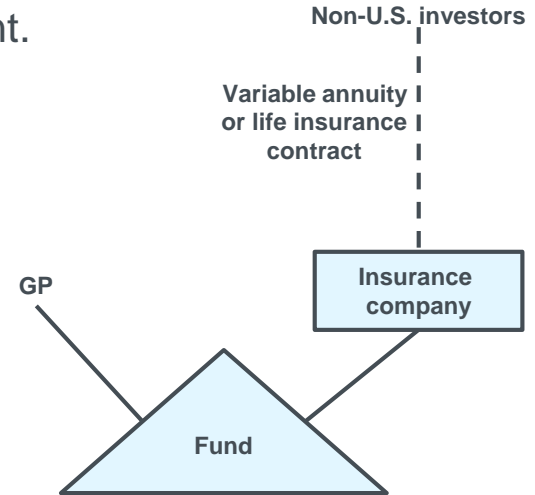 nt.
Non-U.S. investors
Variable annuity
or life insurance
contract
Insurance
company
GP
Fund